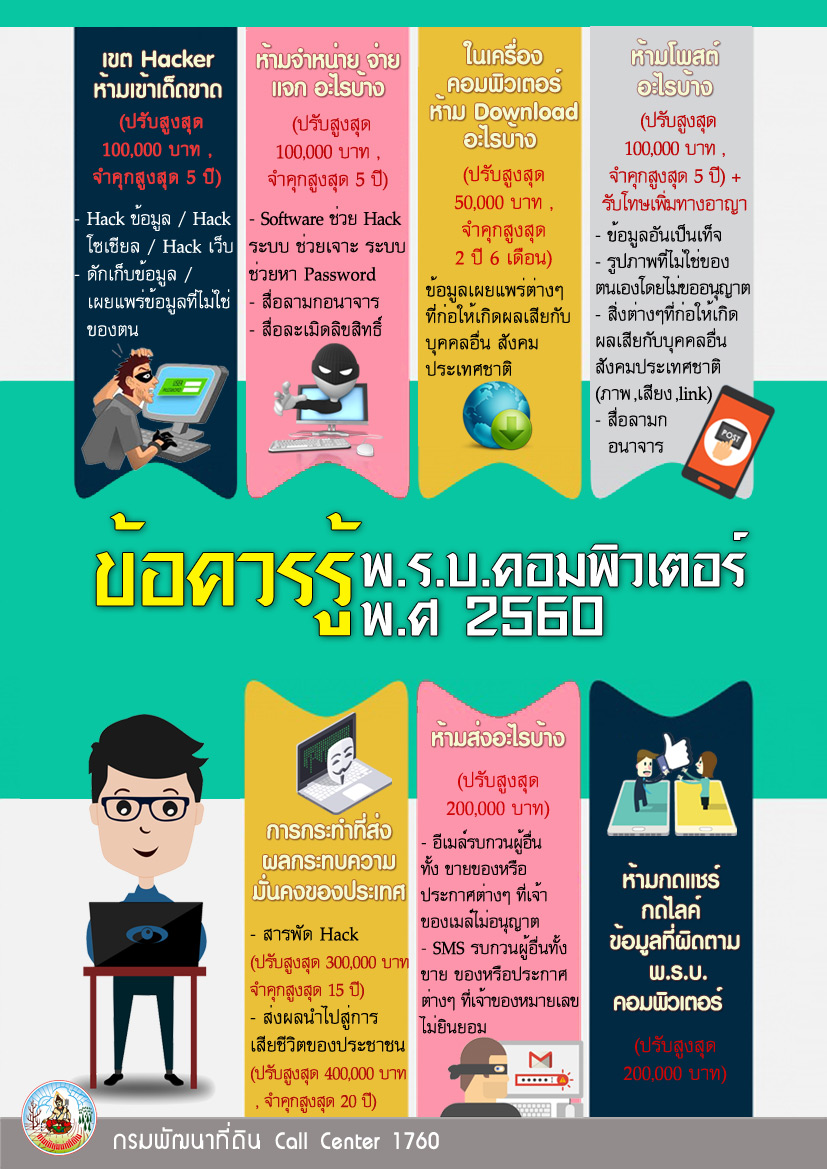 เขต Hacker
ห้ามเข้าเด็ดขาด
(ปรับสูงสุด
100,000 บาท ,
จำคุกสูงสุด 5 ปี)
- Hack ข้อมูล / Hack
โซเชียล / Hack เว็บ
- ดักเก็บข้อมูล /
เผยแพร่ข้อมูลที่ไม่ใช่
ของตน
USER
PASSWORD
ห้ามจำหน่าย จ่าย
แจก อะไรบ้าง
(ปรับสูงสุด
100,000 บาท ,
จำคุกสูงสุด 5 ปี)
- Software ช่วย Hack
ระบบ ช่วยเจาะ ระบบ
ช่วยหา Password
- สื่อลามกอนาจาร
- สื่อละเมิดลิขสิทธิ์
ในเครื่อง
คอมพิวเตอร์
ห้าม Download
อะไรบ้าง
(ปรับสูงสุด
50,000 บาท ,
จำคุกสูงสุด
2 ปี 6 เดือน)
ข้อมูลเผยแพร่ต่างๆ
ที่ก่อให้เกิดผลเสียกับ
บุคคลอื่น สังคม
ประเทศชาติ
ห้ามโพสต์
อะไรบ้าง
(ปรับสูงสุด
100,000 บาท ,
จำคุกสูงสุด 5 ปี) +
รับโทษเพิ่มทางอาญา
- ข้อมูลอันเป็นเท็จ
- รูปภาพที่ไม่ใช่ของ
ตนเองโดยไม่ขออนุญาต
- สิ่งต่างๆที่ก่อให้เกิด
ผลเสียกับบุคคลอื่น
สังคมประเทศชาติ
(ภาพ ,เสียง ,link)
- สื่อลามก
อนาจาร
POST
ข้อควรรู้ พ.ร.บ.คอมพิวเตอร์
พ.ศ 2560
การกระทำที่ส่ง
ผลกระทบความ
มั่นคงของประเทศ
- สารพัด Hack
(ปรับสูงสุด 300,000 บาท
จำคุกสูงสุด 15 ปี)
- ส่งผลนำไปสู่การ
เสียชีวิตของประชาชน
(ปรับสูงสุด 400,000 บาท
, จำคุกสูงสุด 20 ปี)
ห้ามส่งอะไรบ้าง
(ปรับสูงสุด
200,000 บาท)
- อีเมล์รบกวนผู้อื่น
ทั้ง ขายของหรือ
ประกาศต่างๆ ที่เจ้า
ของเมล์ไม่อนุญาต
- SMS รบกวนผู้อื่นทั้ง
ขาย ของหรือประกาศ
ต่างๆ ที่เจ้าของหมายเลข
ไม่ยินยอม
ห้ามกดแชร์
กดไลค์
ข้อมูลที่ผิดตาม
พ.ร.บ.
คอมพิวเตอร์
(ปรับสูงสุด
200,000 บาท)
กรมพัฒนาที่ดิน Call Center 1760